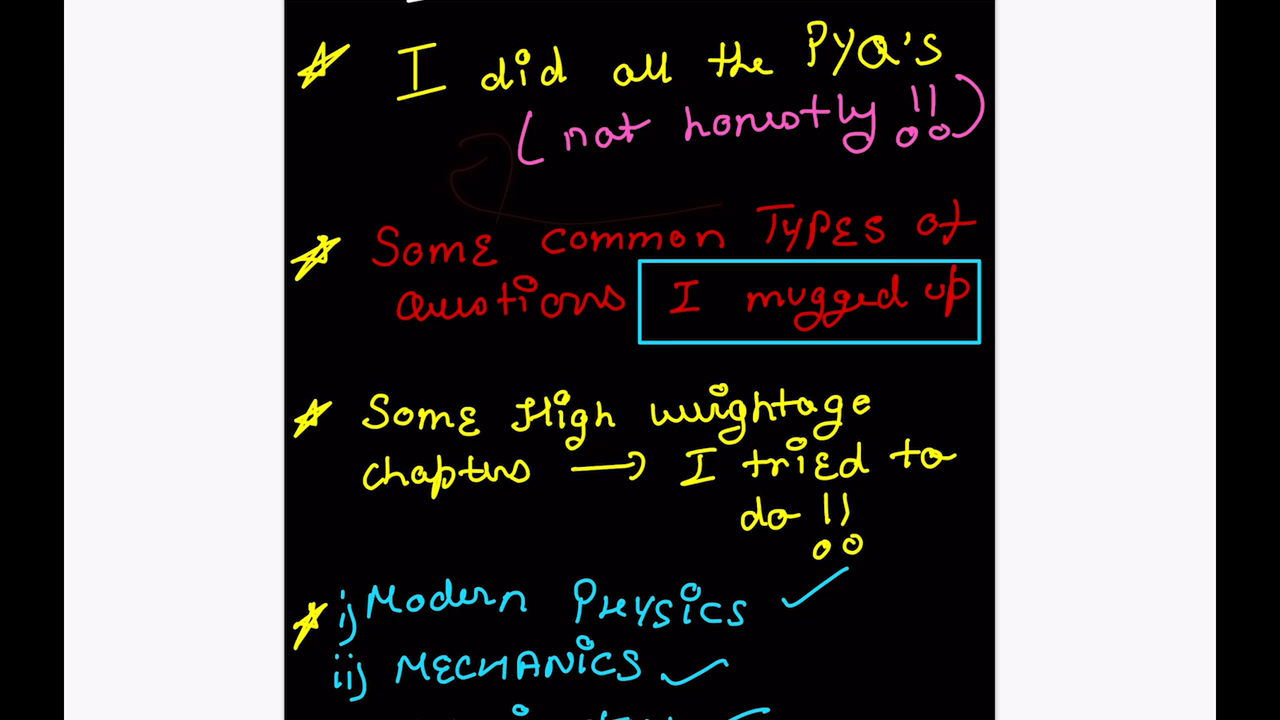 I did all the PYQ's
(not honestly !!)
Some common TYPES of
Questions I mugged up
Some High weightage
chapters → I tried to
do !!
i) Modern PHYSICS ✓
ii) MECHANICS ✓